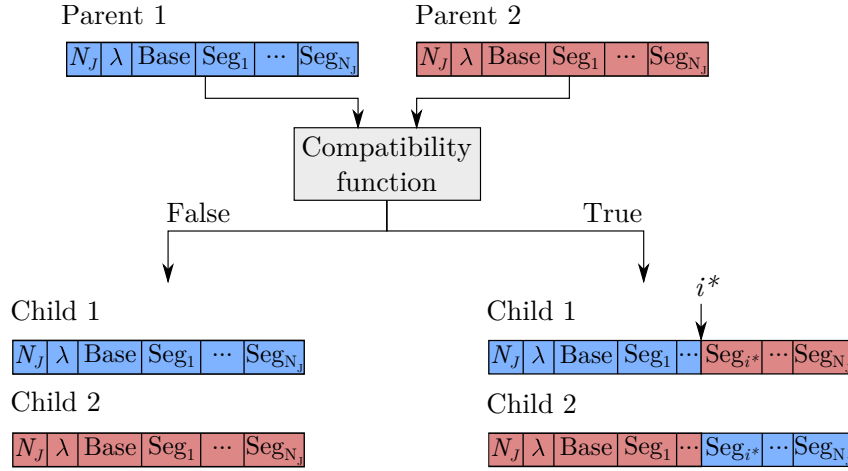 Parent 1 Parent 2
N_J λ Base Seg_1 ... Seg_{N_J} N_J λ Base Seg_1 ... Seg_{N_J}
Compatibility
function
False True
i*
Child 1 Child 1
N_J λ Base Seg_1 ... Seg_{N_J} N_J λ Base Seg_1 ... Seg_{i*} ... Seg_{N_J}
Child 2 Child 2
N_J λ Base Seg_1 ... Seg_{N_J} N_J λ Base Seg_1 ... Seg_{i*} ... Seg_{N_J}